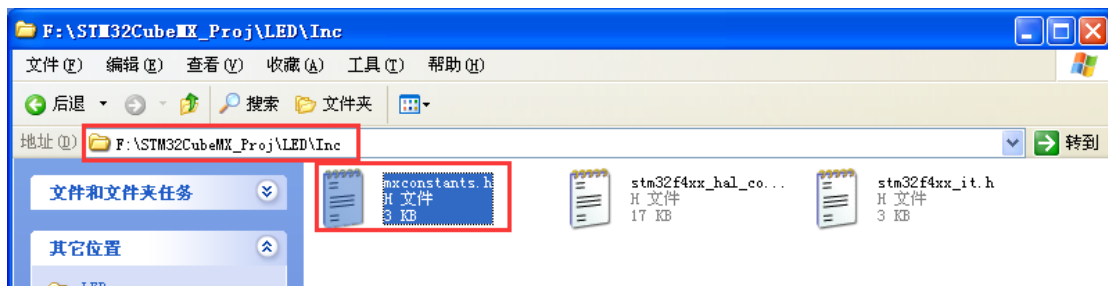 F:\STM32CubeMX_Proj\LED\Inc
文件(F) 编辑(E) 查看(V) 收藏(A) 工具(T) 帮助(H)
后退 搜索 文件夹
地址(D) F:\STM32CubeMX_Proj\LED\Inc 转到
文件和文件夹任务
其它位置
LED
mxconstants.h
H 文件
3 KB
stm32f4xx_hal_co...
H 文件
17 KB
stm32f4xx_it.h
H 文件
3 KB